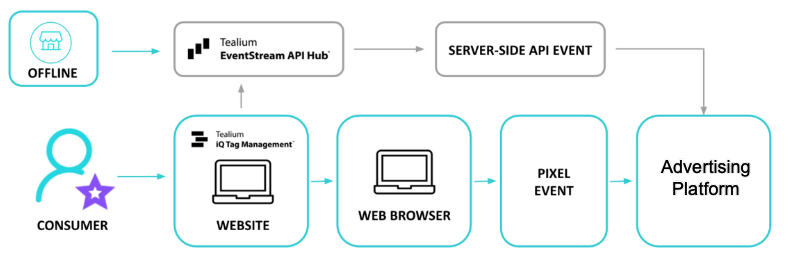 OFFLINE
Tealium
EventStream API Hub
SERVER-SIDE API EVENT
CONSUMER
Tealium
iQ Tag Management
WEBSITE
WEB BROWSER
PIXEL
EVENT
Advertising
Platform